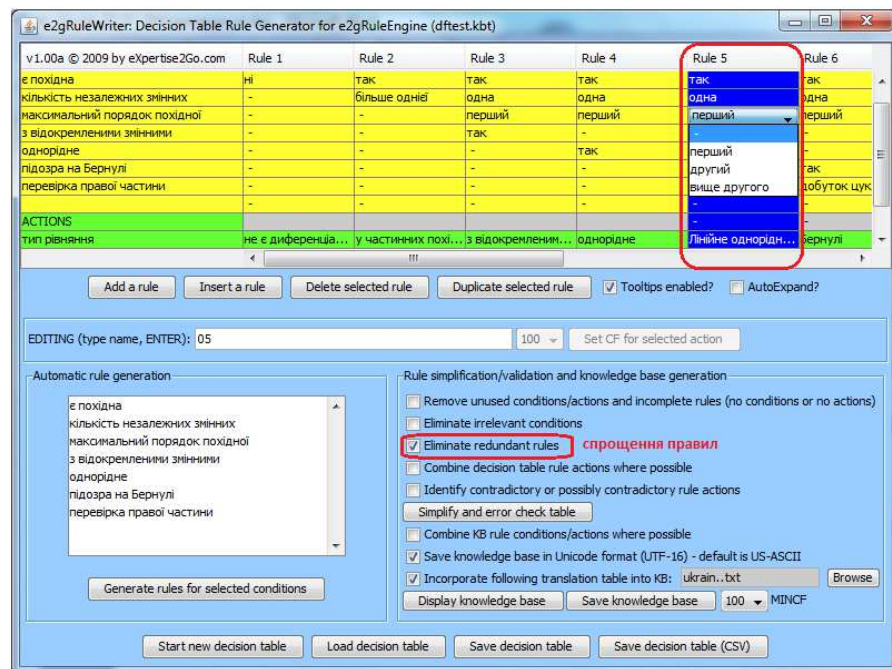 e2gRuleWriter: Decision Table Rule Generator for e2gRuleEngine (dftest.kbt)
v1.00a © 2009 by eXpertise2Go.com Rule 1 Rule 2 Rule 3 Rule 4 Rule 5 Rule 6
є похідна ні так так так так так
кількість незалежних змінних - більше однієї одна одна одна одна
максимальний порядок похідної - - перший перший перший перший
з відокремленими змінними - - так - - -
однорідне - - - так перший -
підозра на Бернулі - - - - другий так
перевірка правої частини - - - - вище другого добуток цук
- - - - - -
ACTIONS - -
тип рівняння не є диференціа... у частинних похі... з відокремленим... однорідне Лінійне однорідн... Бернулі
Add a rule Insert a rule Delete selected rule Duplicate selected rule Tooltips enabled? AutoExpand?
EDITING (type name, ENTER): 05 100 Set CF for selected action
Automatic rule generation
є похідна
кількість незалежних змінних
максимальний порядок похідної
з відокремленими змінними
однорідне
підозра на Бернулі
перевірка правої частини
Generate rules for selected conditions
Rule simplification/validation and knowledge base generation
Remove unused conditions/actions and incomplete rules (no conditions or no actions)
Eliminate irrelevant conditions
Eliminate redundant rules спрощення правил
Combine decision table rule actions where possible
Identify contradictory or possibly contradictory rule actions
Simplify and error check table
Combine KB rule conditions/actions where possible
Save knowledge base in Unicode format (UTF-16) - default is US-ASCII
Incorporate following translation table into KB: ukrain..txt Browse
Display knowledge base Save knowledge base 100 MINCF
Start new decision table Load decision table Save decision table Save decision table (CSV)